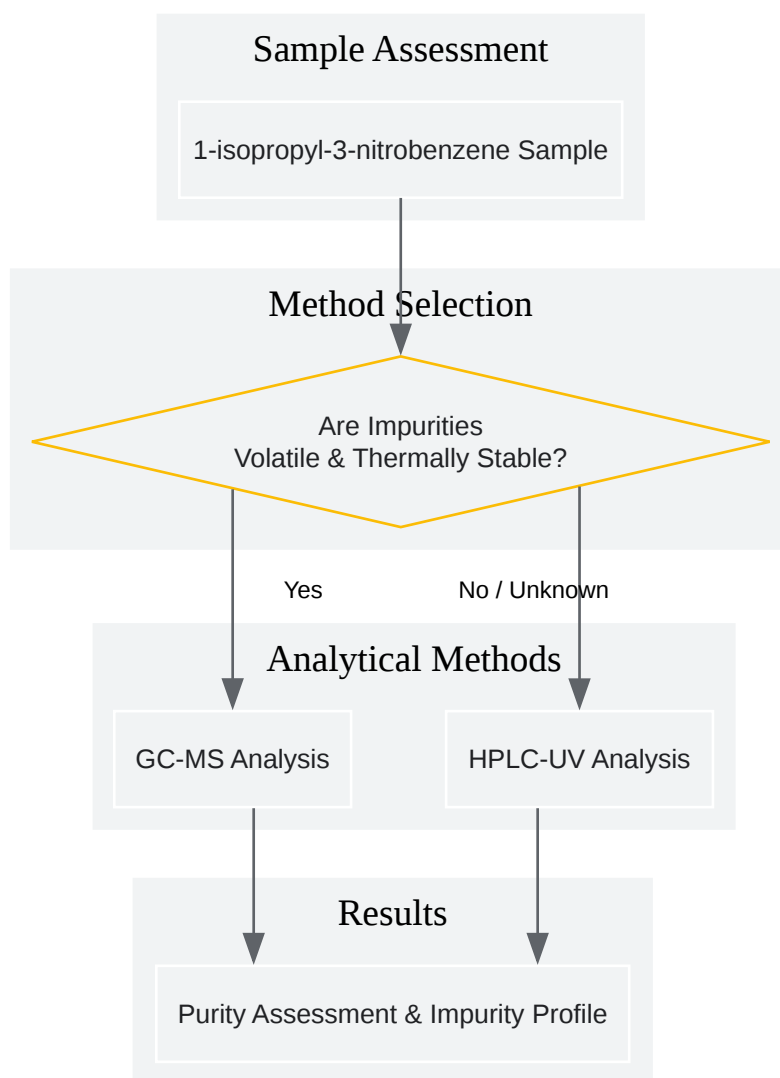 Sample Assessment
1-isopropyl-3-nitrobenzene Sample
Method Selection
Are Impurities
Volatile & Thermally Stable?
Yes
No / Unknown
Analytical Methods
GC-MS Analysis
HPLC-UV Analysis
Results
Purity Assessment & Impurity Profile